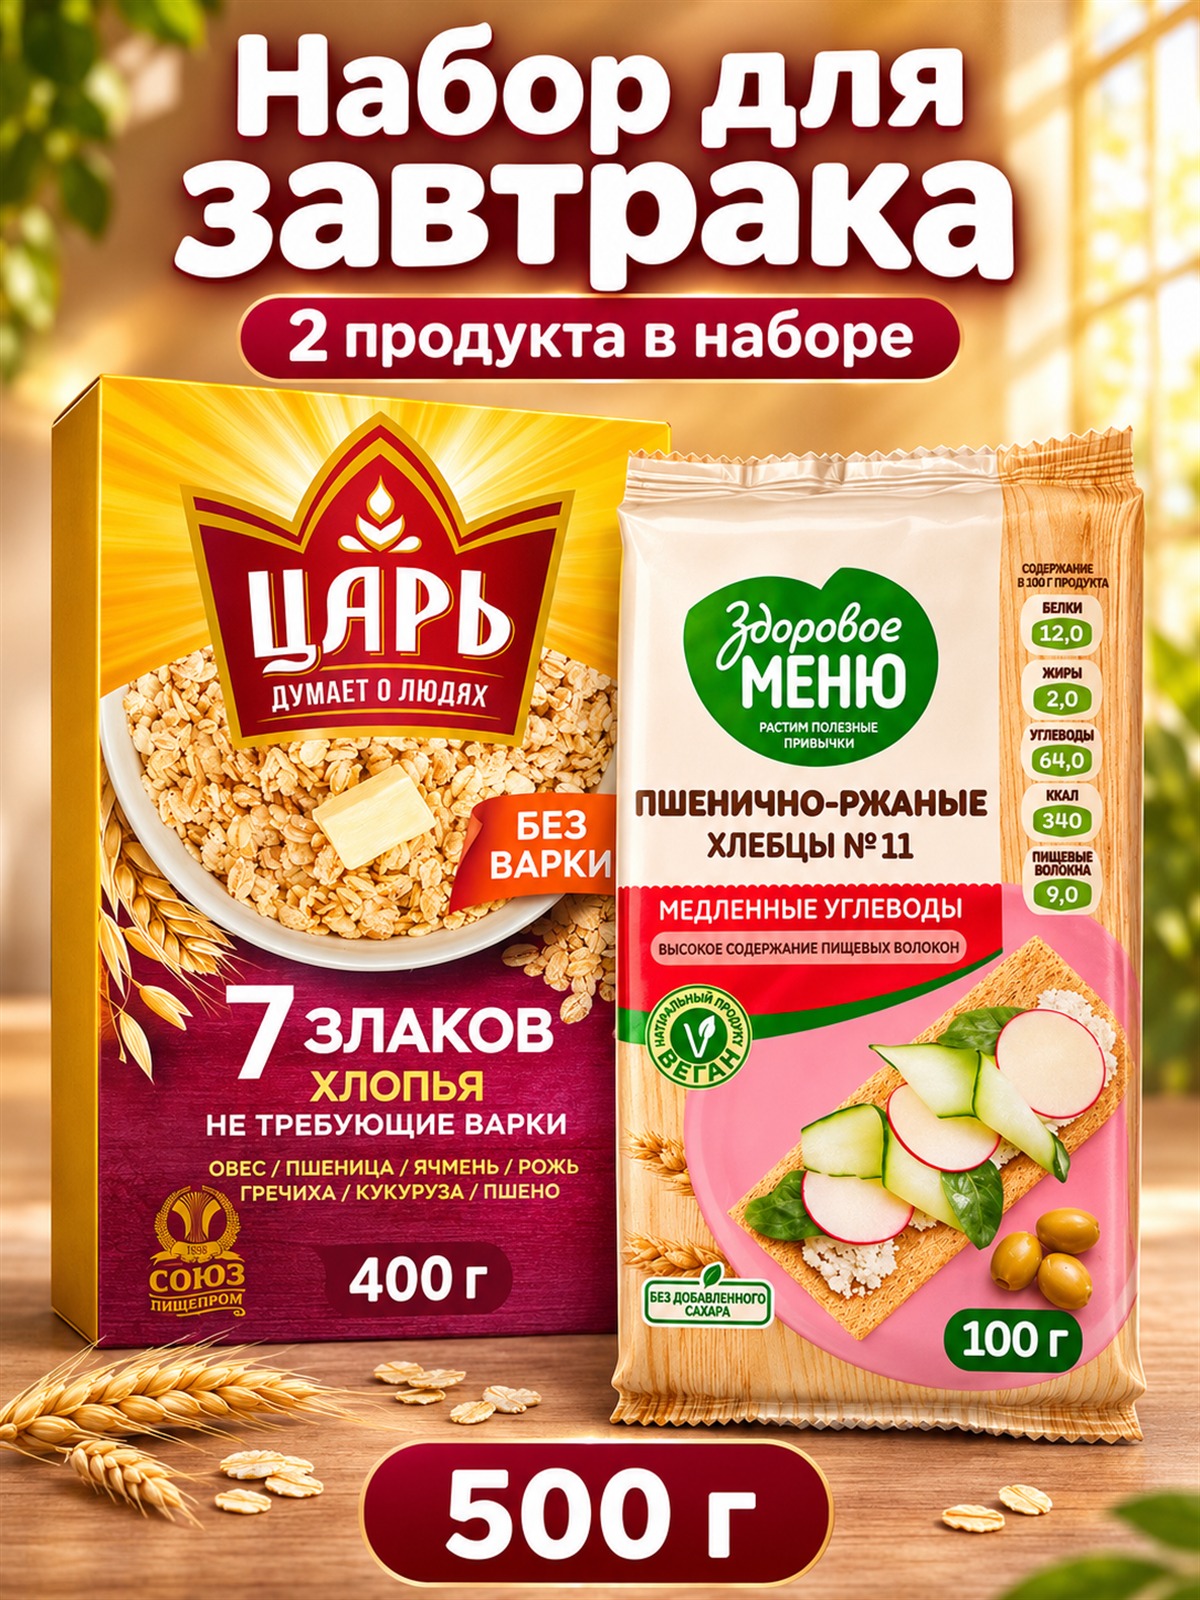 Набор для
завтрака
2 продукта в наборе
ЦАРЬ
ДУМАЕТ О ЛЮДЯХ
БЕЗ
ВАРКИ
7 ЗЛАКОВ
ХЛОПЬЯ
НЕ ТРЕБУЮЩИЕ ВАРКИ
ОВЕС / ПШЕНИЦА / ЯЧМЕНЬ / РОЖЬ
ГРЕЧИХА / КУКУРУЗА / ПШЕНО
1898
СОЮЗ
ПИЩЕПРОМ
400 г
Здоровое
МЕНЮ
РАСТИМ ПОЛЕЗНЫЕ
ПРИВЫЧКИ
ПШЕНИЧНО-РЖАНЫЕ
ХЛЕБЦЫ № 11
МЕДЛЕННЫЕ УГЛЕВОДЫ
ВЫСОКОЕ СОДЕРЖАНИЕ ПИЩЕВЫХ ВОЛОКОН
СОДЕРЖАНИЕ
В 100 Г ПРОДУКТА
БЕЛКИ
12,0
ЖИРЫ
2,0
УГЛЕВОДЫ
64,0
ККАЛ
340
ПИЩЕВЫЕ
ВОЛОКНА
9,0
ВЕГАН
БЕЗ ДОБАВЛЕННОГО
САХАРА
100 г
500 г